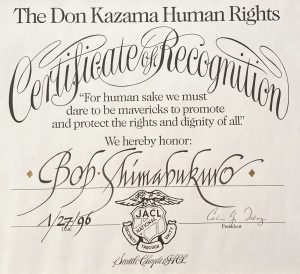 The Don Kazama Human Rights
Certificate of Recognition
"For human sake we must
dare to be mavericks to promote
and protect the rights and dignity of all."
We hereby honor:
Bob Shimabukuro
1/27/96
Date
JACL
President
Seattle Chapter JACL